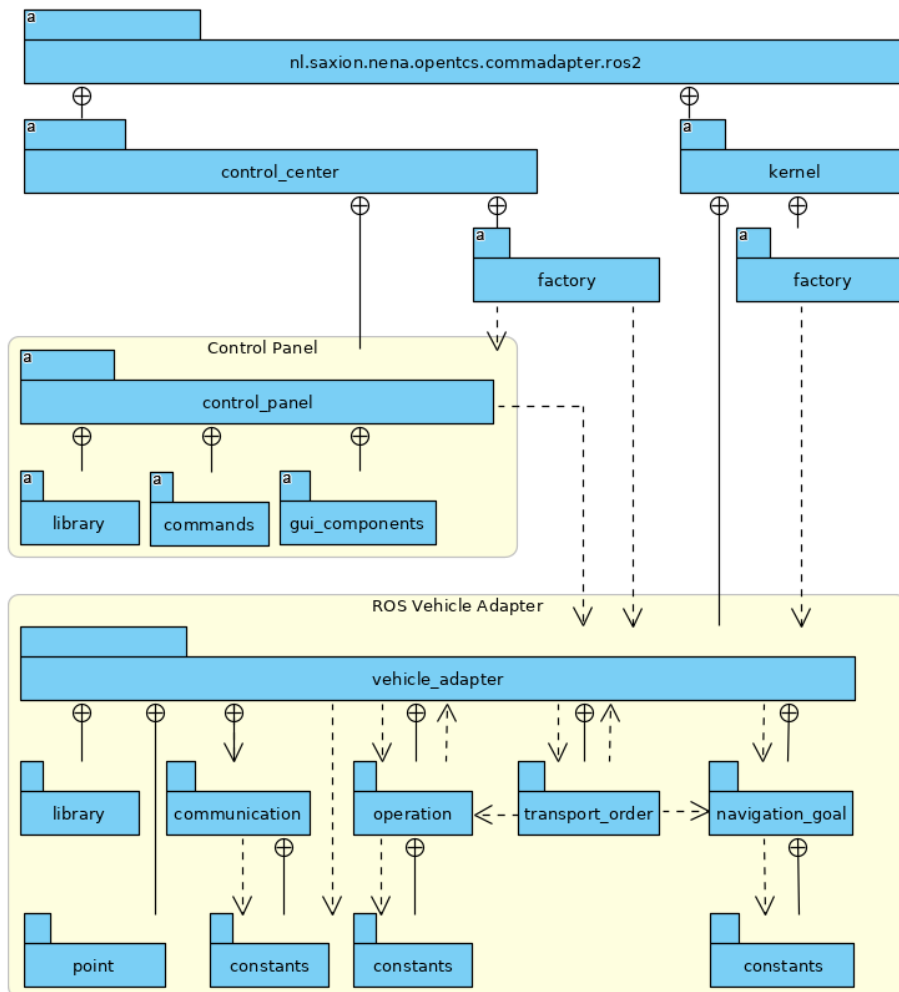 a
nl.saxion.nena.opentcs.commadapter.ros2
a
a
control_center
kernel
a
a
factory
factory
Control Panel
a
control_panel
a
a
a
library
commands
gui_components
ROS Vehicle Adapter
vehicle_adapter
library
communication
operation
transport_order
navigation_goal
point
constants
constants
constants